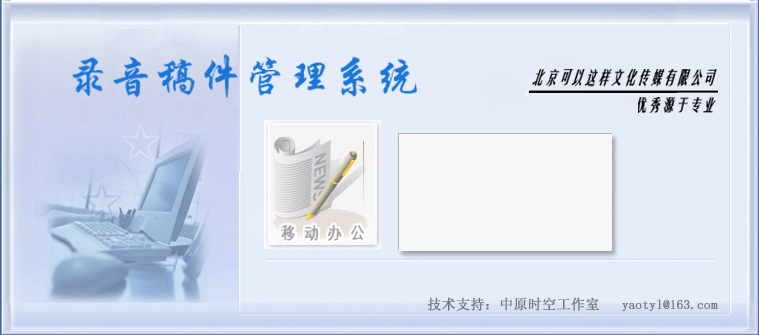 录音稿件管理系统
北京可以这样文化传媒有限公司
优秀源于专业
NEWS
移动办公
技术支持：中原时空工作室 yaotyl@163.com